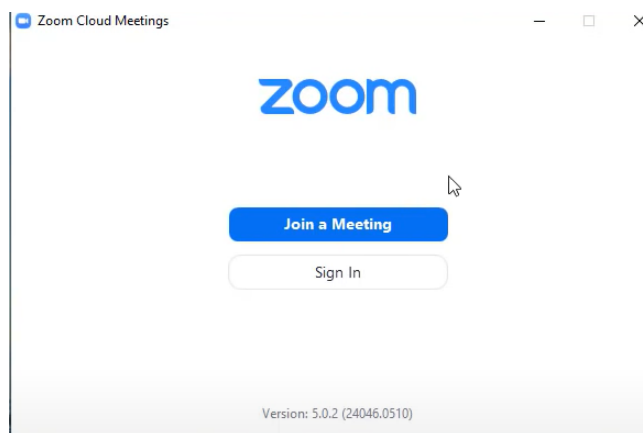 Zoom Cloud Meetings
zoom
Join a Meeting
Sign In
Version: 5.0.2 (24046.0510)